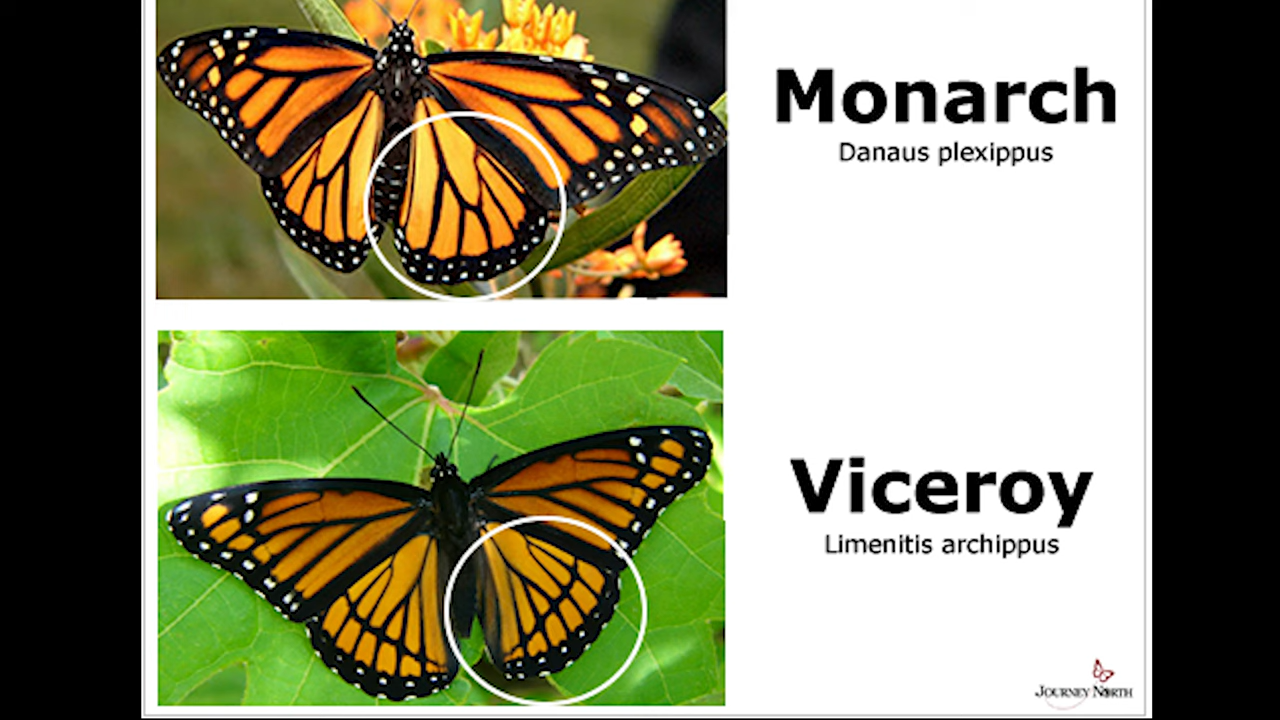 Monarch
Danaus plexippus
Viceroy
Limenitis archippus
JOURNEY NORTH